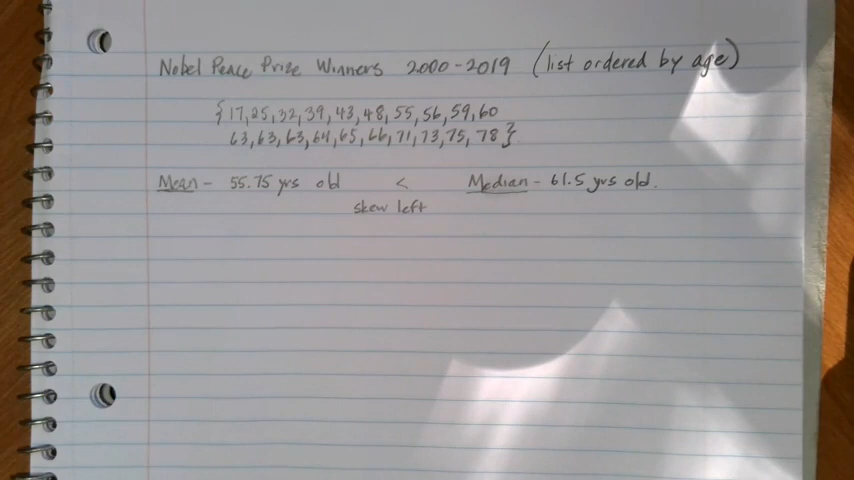 Nobel Peace Prize Winners 2000-2019 (list ordered by age)
{17,25,32,39,43,48,55,56,59,60
63,63,63,64,65,66,71,73,75,78}
Mean - 55.75 yrs old < Median - 61.5 yrs old.
skew left